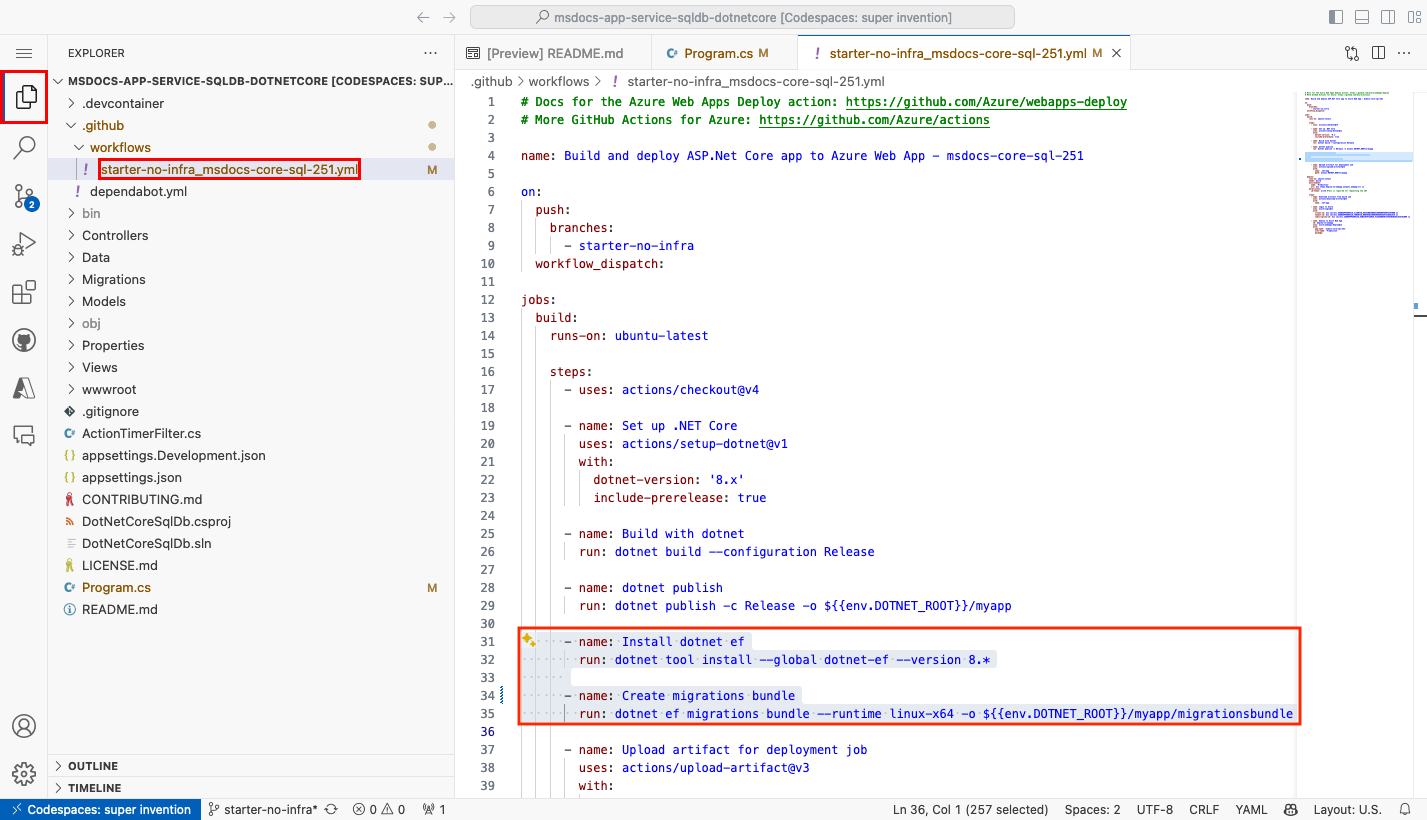 msdocs-app-service-sqldb-dotnetcore [Codespaces: super invention]
EXPLORER
[Preview] README.md
Program.cs M
starter-no-infra_msdocs-core-sql-251.yml M
MSDOCS-APP-SERVICE-SQLDB-DOTNETCORE [CODESPACES: SUP...
.devcontainer
.github
workflows
starter-no-infra_msdocs-core-sql-251.yml M
dependabot.yml
bin
Controllers
Data
Migrations
Models
obj
Properties
Views
wwwroot
.gitignore
ActionTimerFilter.cs
appsettings.Development.json
appsettings.json
CONTRIBUTING.md
DotNetCoreSqlDb.csproj
DotNetCoreSqlDb.sln
LICENSE.md
Program.cs M
README.md
OUTLINE
TIMELINE
2
.github > workflows > ! starter-no-infra_msdocs-core-sql-251.yml
1 # Docs for the Azure Web Apps Deploy action: https://github.com/Azure/webapps-deploy
2 # More GitHub Actions for Azure: https://github.com/Azure/actions
3
4 name: Build and deploy ASP.Net Core app to Azure Web App - msdocs-core-sql-251
5
6 on:
7 push:
8 branches:
9 - starter-no-infra
10 workflow_dispatch:
11
12 jobs:
13 build:
14 runs-on: ubuntu-latest
15
16 steps:
17 - uses: actions/checkout@v4
18
19 - name: Set up .NET Core
20 uses: actions/setup-dotnet@v1
21 with:
22 dotnet-version: '8.x'
23 include-prerelease: true
24
25 - name: Build with dotnet
26 run: dotnet build --configuration Release
27
28 - name: dotnet publish
29 run: dotnet publish -c Release -o ${{env.DOTNET_ROOT}}/myapp
30
31 - name: Install dotnet ef
32 run: dotnet tool install --global dotnet-ef --version 8.*
33
34 - name: Create migrations bundle
35 run: dotnet ef migrations bundle --runtime linux-x64 -o ${{env.DOTNET_ROOT}}/myapp/migrationsbundle
36
37 - name: Upload artifact for deployment job
38 uses: actions/upload-artifact@v3
39 with:
Codespaces: super invention
starter-no-infra*
0 0
1
Ln 36, Col 1 (257 selected)
Spaces: 2
UTF-8
CRLF
YAML
Layout: U.S.